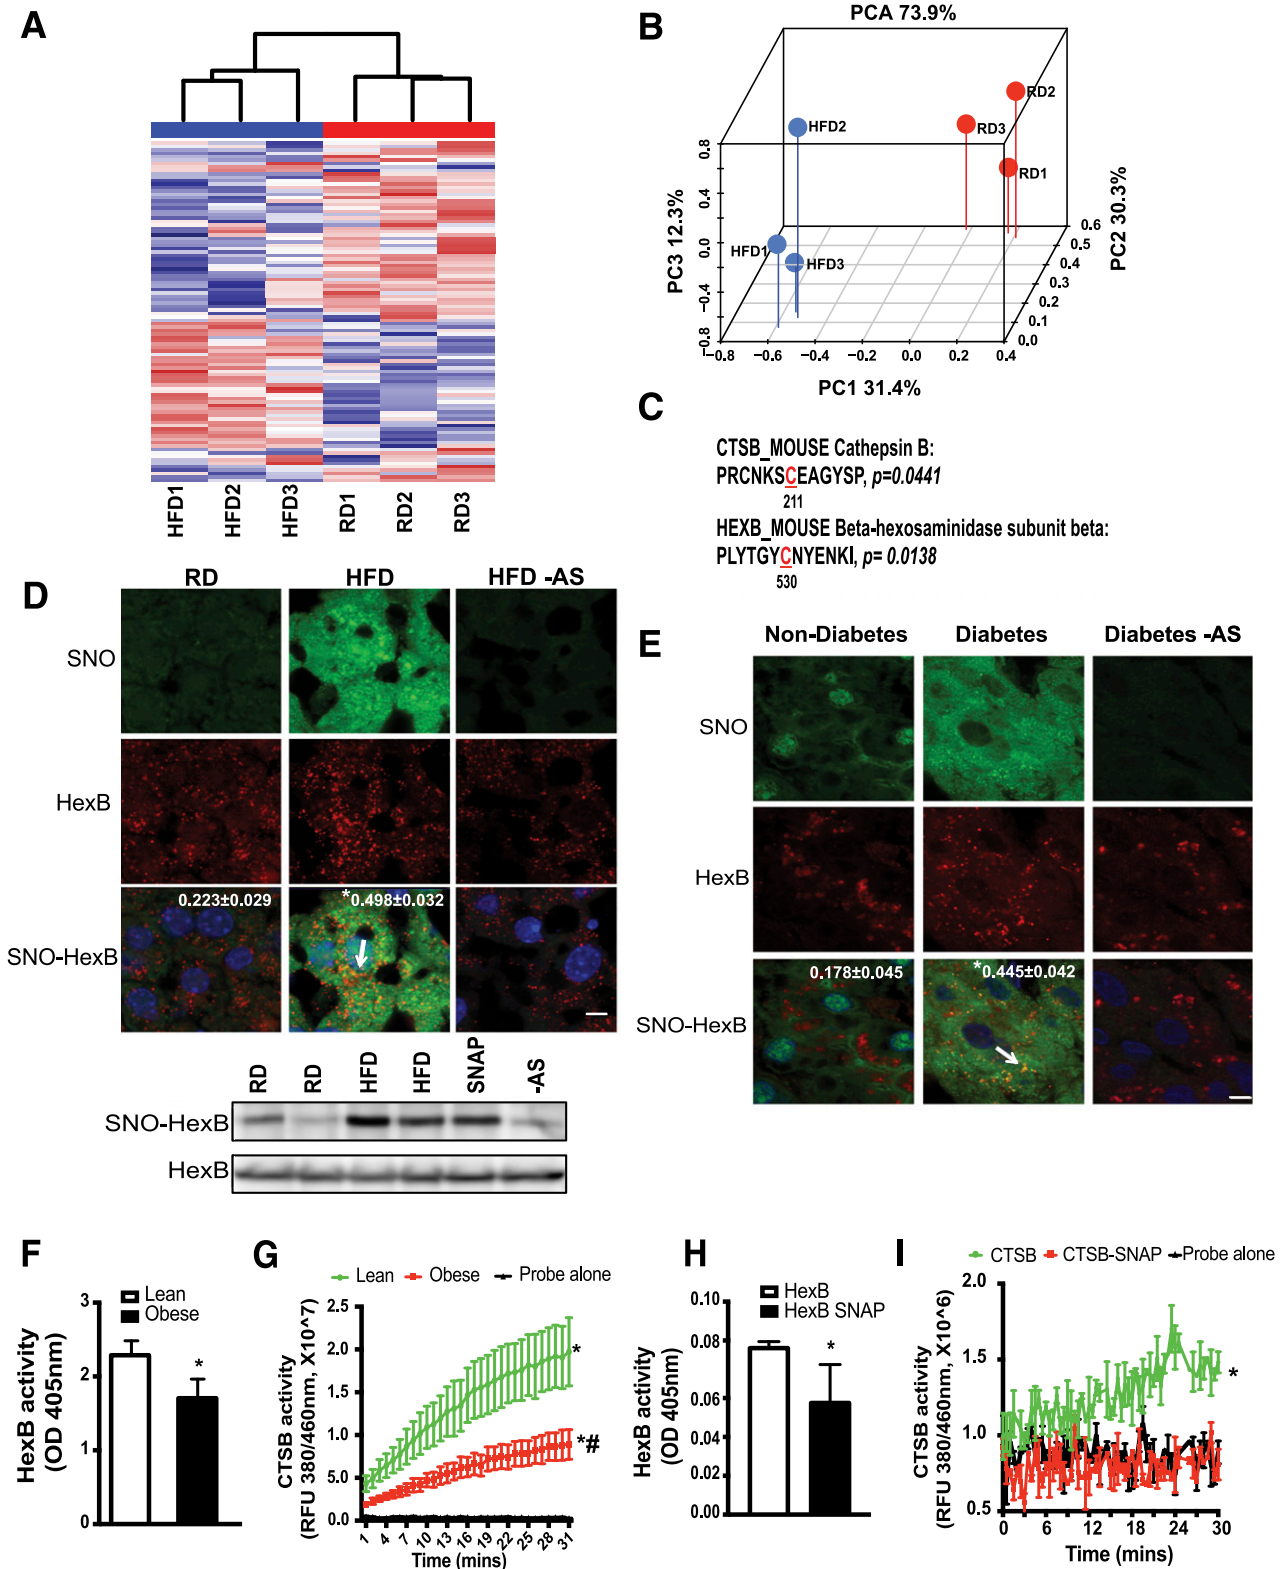 A
HFD1
HFD2
HFD3
RD1
RD2
RD3
B
PCA 73.9%
HFD2
RD2
RD3
RD1
HFD1
HFD3
PC3 12.3%
0.8
0.4
0.0
−0.4
−0.8
−0.8 −0.6 −0.4 −0.2 0.0 0.2 0.4
PC1 31.4%
0.6
0.5
0.4
0.3
0.2
0.1
0.0
PC2 30.3%
C
CTSB_MOUSE Cathepsin B:
PRCNKSCEAGYSP, p=0.0441
211
HEXB_MOUSE Beta-hexosaminidase subunit beta:
PLYTGYCNYENKI, p= 0.0138
530
D
RD HFD HFD -AS
SNO
HexB
SNO-HexB
0.223±0.029
*0.498±0.032
RD RD HFD HFD SNAP -AS
SNO-HexB
HexB
E
Non-Diabetes Diabetes Diabetes -AS
SNO
HexB
SNO-HexB
0.178±0.045
*0.445±0.042
F
Lean
Obese
HexB activity
(OD 405nm)
3
2
1
0
*
G
Lean Obese Probe alone
CTSB activity
(RFU 380/460nm, X10^7)
2.5
2.0
1.5
1.0
5.0
0.0
*
*#
1 4 7 10 13 16 19 22 25 28 31
Time (mins)
H
HexB
HexB SNAP
HexB activity
(OD 405nm)
0.10
0.08
0.06
0.04
0.02
0.00
*
I
CTSB CTSB-SNAP Probe alone
CTSB activity
(RFU 380/460nm, X10^6)
2.0
1.5
1.0
0.5
*
0 6 12 18 24 30
Time (mins)